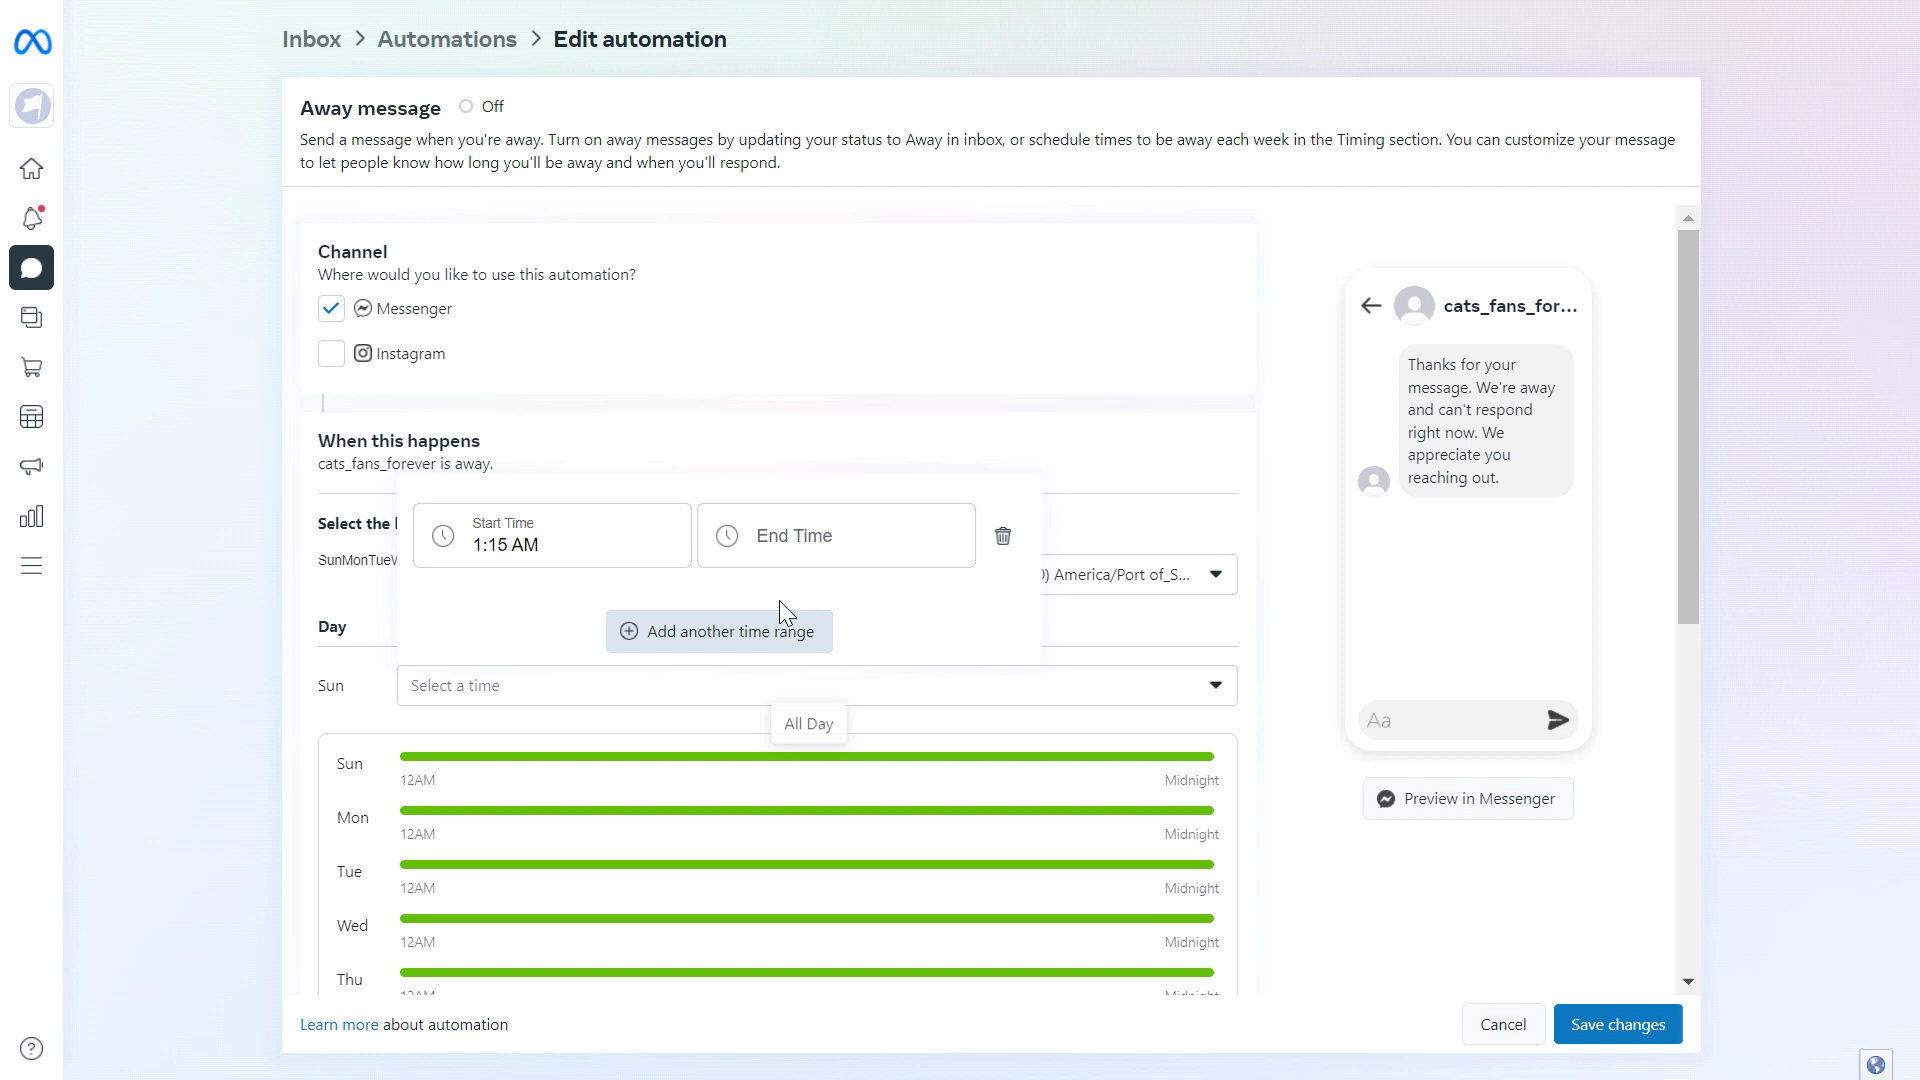 Inbox > Automations > Edit automation
Away message Off
Send a message when you're away. Turn on away messages by updating your status to Away in inbox, or schedule times to be away each week in the Timing section. You can customize your message
to let people know how long you'll be away and when you'll respond.
Channel
Where would you like to use this automation?
Messenger
Instagram
When this happens
cats_fans_forever is away.
Select the
SunMonTue
Start Time
1:15 AM
End Time
America/Port of_S...
Add another time range
Day
Sun Select a time
All Day
Sun
12AM Midnight
Mon
12AM Midnight
Tue
12AM Midnight
Wed
12AM Midnight
Thu
cats_fans_for...
Thanks for your
message. We're away
and can't respond
right now. We
appreciate you
reaching out.
Aa
Preview in Messenger
Learn more about automation
Cancel
Save changes